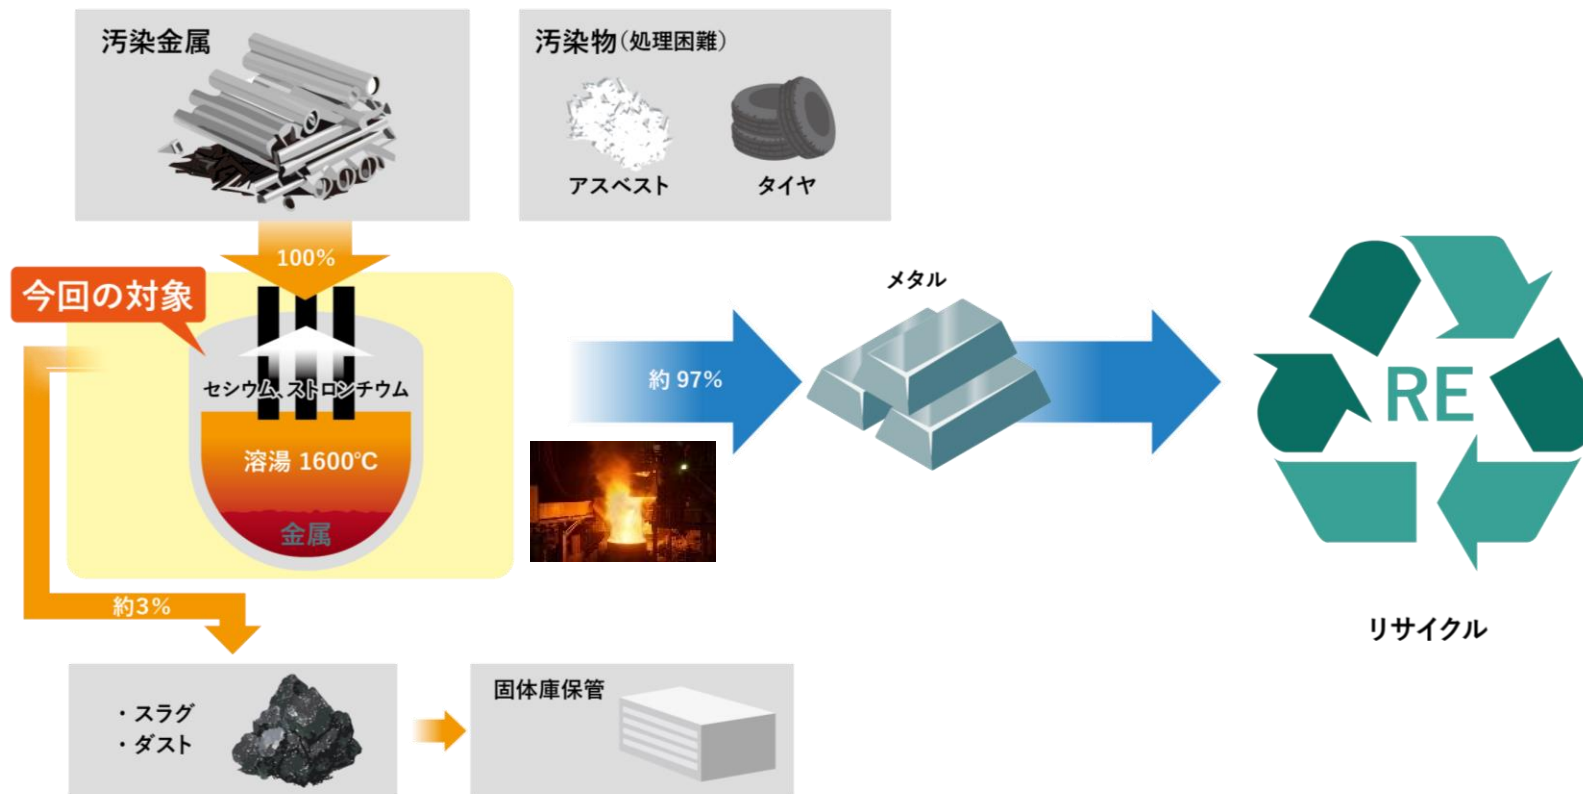 汚染金属
汚染物(処理困難)
アスベスト
タイヤ
100%
今回の対象
セシウム、ストロンチウム
溶湯 1600℃
金属
約 97%
メタル
RE
リサイクル
約3%
・スラグ
・ダスト
固体庫保管